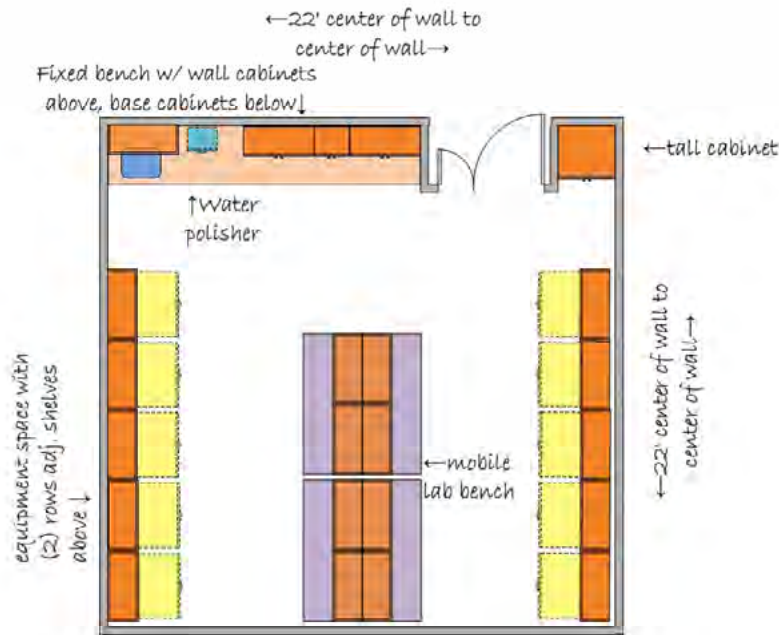 ←22' center of wall to
center of wall→
Fixed bench w/ wall cabinets
above, base cabinets below↓
←tall cabinet
↑Water
polisher
←22' center of wall to
center of wall→
equipment space with
(2) rows adj. shelves
above ↓
←mobile
lab bench